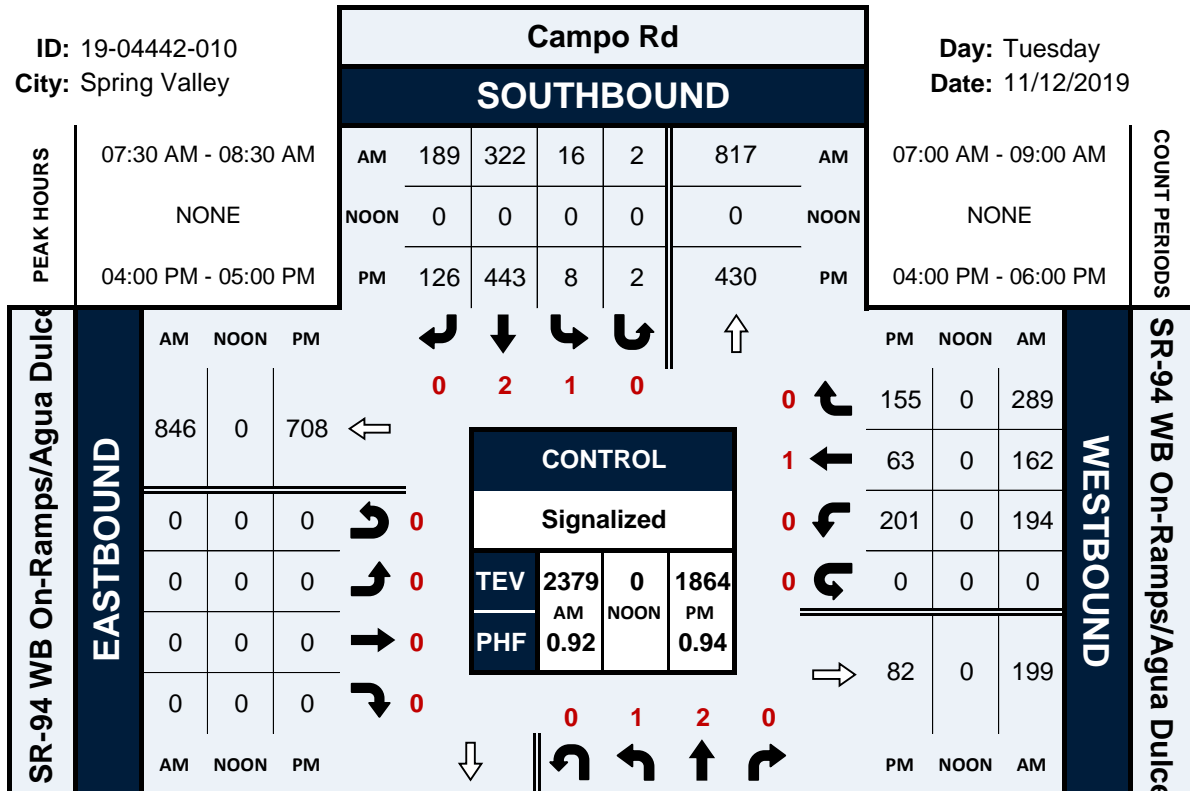 Campo Rd
ID: 19-04442-010
Day: Tuesday
City: Spring Valley
Date: 11/12/2019
SOUTHBOUND
PEAK HOURS
07:30 AM - 08:30 AM
NONE
04:00 PM - 05:00 PM
AM 189 322 16 2 817 AM
NOON 0 0 0 0 0 NOON
PM 126 443 8 2 430 PM
07:00 AM - 09:00 AM
NONE
04:00 PM - 06:00 PM
COUNT PERIODS
0 2 1 0
SR-94 WB On-Ramps/Agua Dulce
EASTBOUND
AM NOON PM
846 0 708
0 0 0 0
0 0 0 0
0 0 0 0
0 0 0 0
AM NOON PM
CONTROL
Signalized
TEV 2379 0 1864
AM NOON PM
PHF 0.92 0.94
0 1 2 0
PM NOON AM
0 155 0 289
1 63 0 162
0 201 0 194
0 0 0 0
82 0 199
PM NOON AM
WESTBOUND
SR-94 WB On-Ramps/Agua Dulce